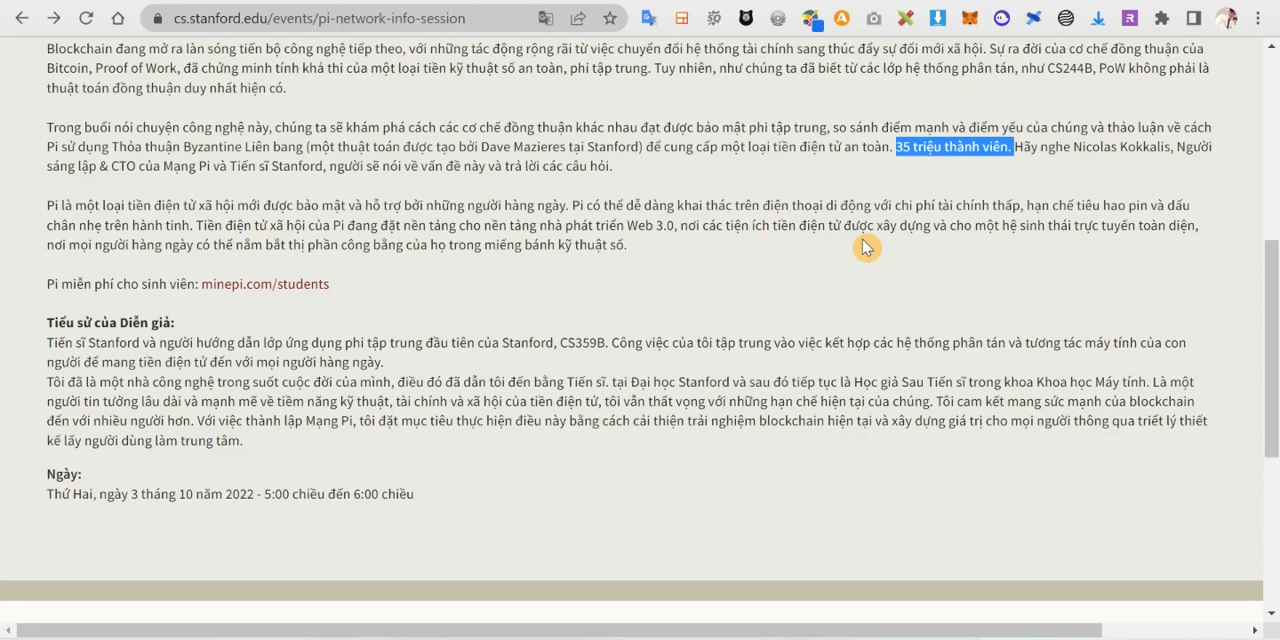 cs.stanford.edu/events/pi-network-info-session
Blockchain đang mở ra làn sóng tiến bộ công nghệ tiếp theo, với những tác động rộng rãi từ việc chuyển đổi hệ thống tài chính sang thúc đẩy sự đổi mới xã hội. Sự ra đời của cơ chế đồng thuận của
Bitcoin, Proof of Work, đã chứng minh tính khả thi của một loại tiền kỹ thuật số an toàn, phi tập trung. Tuy nhiên, như chúng ta đã biết từ các lớp hệ thống phân tán, như CS244B, PoW không phải là
thuật toán đồng thuận duy nhất hiện có.
Trong buổi nói chuyện công nghệ này, chúng ta sẽ khám phá cách các cơ chế đồng thuận khác nhau đạt được bảo mật phi tập trung, so sánh điểm mạnh và điểm yếu của chúng và thảo luận về cách
Pi sử dụng Thỏa thuận Byzantine Liên bang (một thuật toán được tạo bởi Dave Mazieres tại Stanford) để cung cấp một loại tiền điện tử an toàn. 35 triệu thành viên. Hãy nghe Nicolas Kokkalis, Người
sáng lập & CTO của Mạng Pi và Tiến sĩ Stanford, người sẽ nói về vấn đề này và trả lời các câu hỏi.
Pi là một loại tiền điện tử xã hội mới được bảo mật và hỗ trợ bởi những người hàng ngày. Pi có thể dễ dàng khai thác trên điện thoại di động với chi phí tài chính thấp, hạn chế tiêu hao pin và dấu
chân nhẹ trên hành tinh. Tiền điện tử xã hội của Pi đang đặt nền tảng cho nền tảng nhà phát triển Web 3.0, nơi các tiện ích tiền điện tử được xây dựng và cho một hệ sinh thái trực tuyến toàn diện,
nơi mọi người hàng ngày có thể nắm bắt thị phần công bằng của họ trong miếng bánh kỹ thuật số.
Pi miễn phí cho sinh viên: minepi.com/students
Tiểu sử của Diễn giả:
Tiến sĩ Stanford và người hướng dẫn lớp ứng dụng phi tập trung đầu tiên của Stanford, CS359B. Công việc của tôi tập trung vào việc kết hợp các hệ thống phân tán và tương tác máy tính của con
người để mang tiền điện tử đến với mọi người hàng ngày.
Tôi đã là một nhà công nghệ trong suốt cuộc đời của mình, điều đó đã dẫn tôi đến bằng Tiến sĩ. tại Đại học Stanford và sau đó tiếp tục là Học giả Sau Tiến sĩ trong khoa Khoa học Máy tính. Là một
người tin tưởng lâu dài và mạnh mẽ về tiềm năng kỹ thuật, tài chính và xã hội của tiền điện tử, tôi vẫn thất vọng với những hạn chế hiện tại của chúng. Tôi cam kết mang sức mạnh của blockchain
đến với nhiều người hơn. Với việc thành lập Mạng Pi, tôi đặt mục tiêu thực hiện điều này bằng cách cải thiện trải nghiệm blockchain hiện tại và xây dựng giá trị cho mọi người thông qua triết lý thiết
kế lấy người dùng làm trung tâm.
Ngày:
Thứ Hai, ngày 3 tháng 10 năm 2022 - 5:00 chiều đến 6:00 chiều